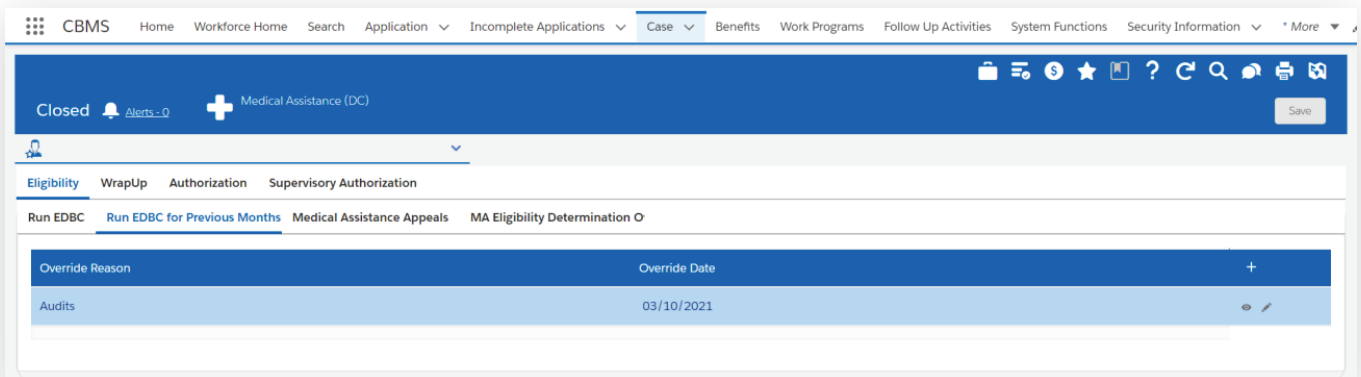 CBMS Home Workforce Home Search Application Incomplete Applications Case Benefits Work Programs Follow Up Activities System Functions Security Information * More
Closed Alerts - 0 Medical Assistance (DC)
Save
Eligibility WrapUp Authorization Supervisory Authorization
Run EDBC Run EDBC for Previous Months Medical Assistance Appeals MA Eligibility Determination O
Override Reason Override Date +
Audits 03/10/2021